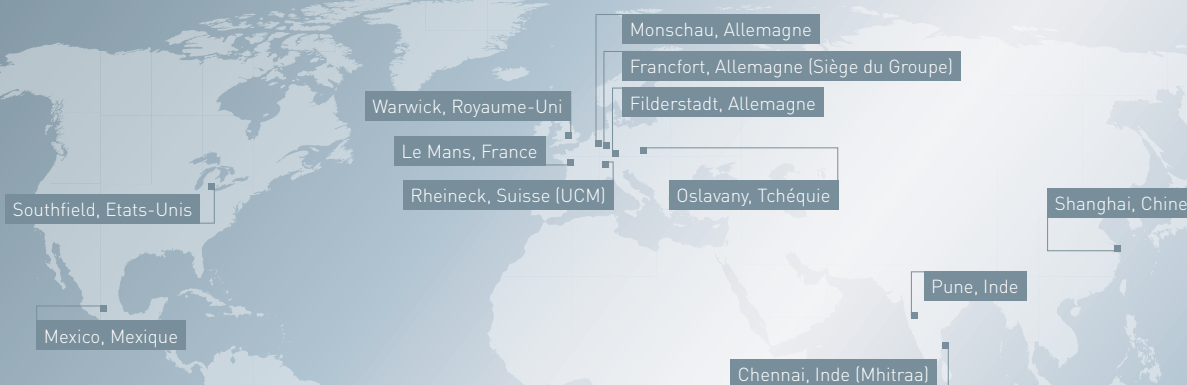 Monschau, Allemagne
Francfort, Allemagne (Siège du Groupe)
Warwick, Royaume-Uni
Filderstadt, Allemagne
Le Mans, France
Rheineck, Suisse (UCM)
Oslavany, Tchéquie
Southfield, Etats-Unis
Shanghai, Chine
Pune, Inde
Mexico, Mexique
Chennai, Inde (Mhitraa)